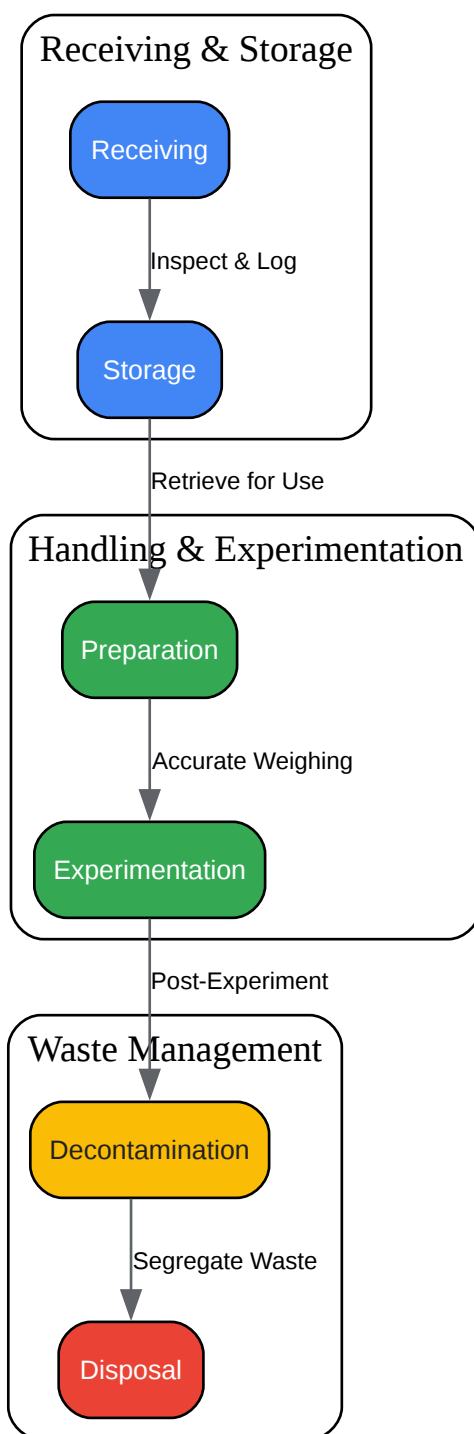 Receiving & Storage
Receiving
Inspect & Log
Storage
Retrieve for Use
Handling & Experimentation
Preparation
Accurate Weighing
Experimentation
Post-Experiment
Waste Management
Decontamination
Segregate Waste
Disposal